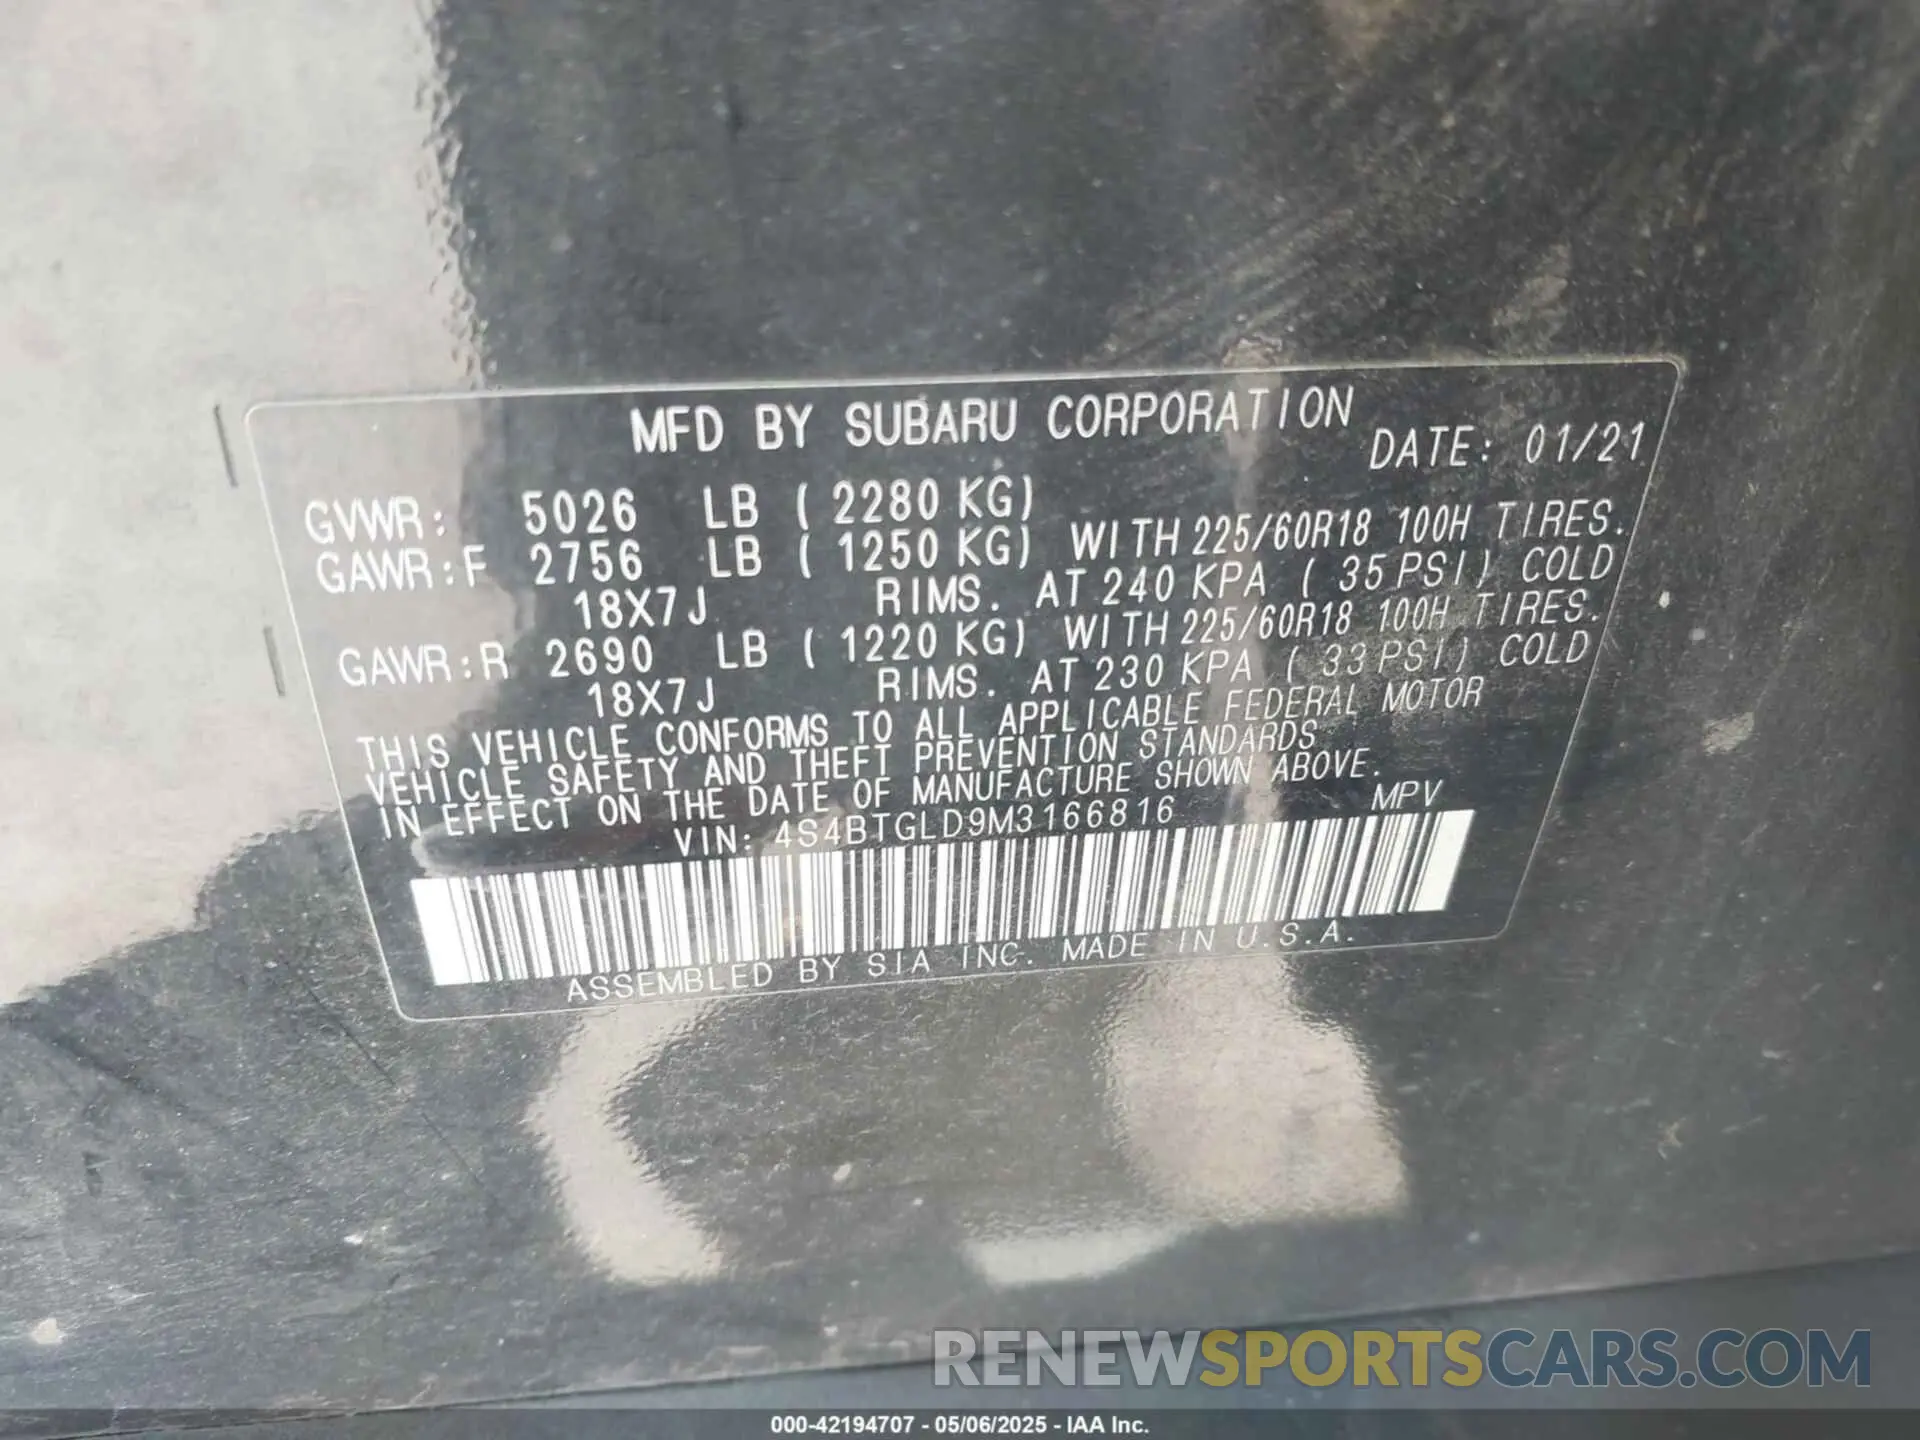 MFD BY SUBARU CORPORATION
DATE: 01/21
GVWR: 5026 LB ( 2280 KG)
GAWR:F 2756 LB ( 1250 KG) WITH 225/60R18 100H TIRES.
18X7J RIMS. AT 240 KPA ( 35PSI) COLD
GAWR:R 2690 LB ( 1220 KG) WITH 225/60R18 100H TIRES.
18X7J RIMS. AT 230 KPA ( 33PSI) COLD
THIS VEHICLE CONFORMS TO ALL APPLICABLE FEDERAL MOTOR
VEHICLE SAFETY AND THEFT PREVENTION STANDARDS
IN EFFECT ON THE DATE OF MANUFACTURE SHOWN ABOVE.
VIN: 4S4BTGLD9M3166816 MPV
ASSEMBLED BY SIA INC. MADE IN U.S.A.
RENEWSPORTSCARS.COM
000-42194707 - 05/06/2025 - IAA Inc.